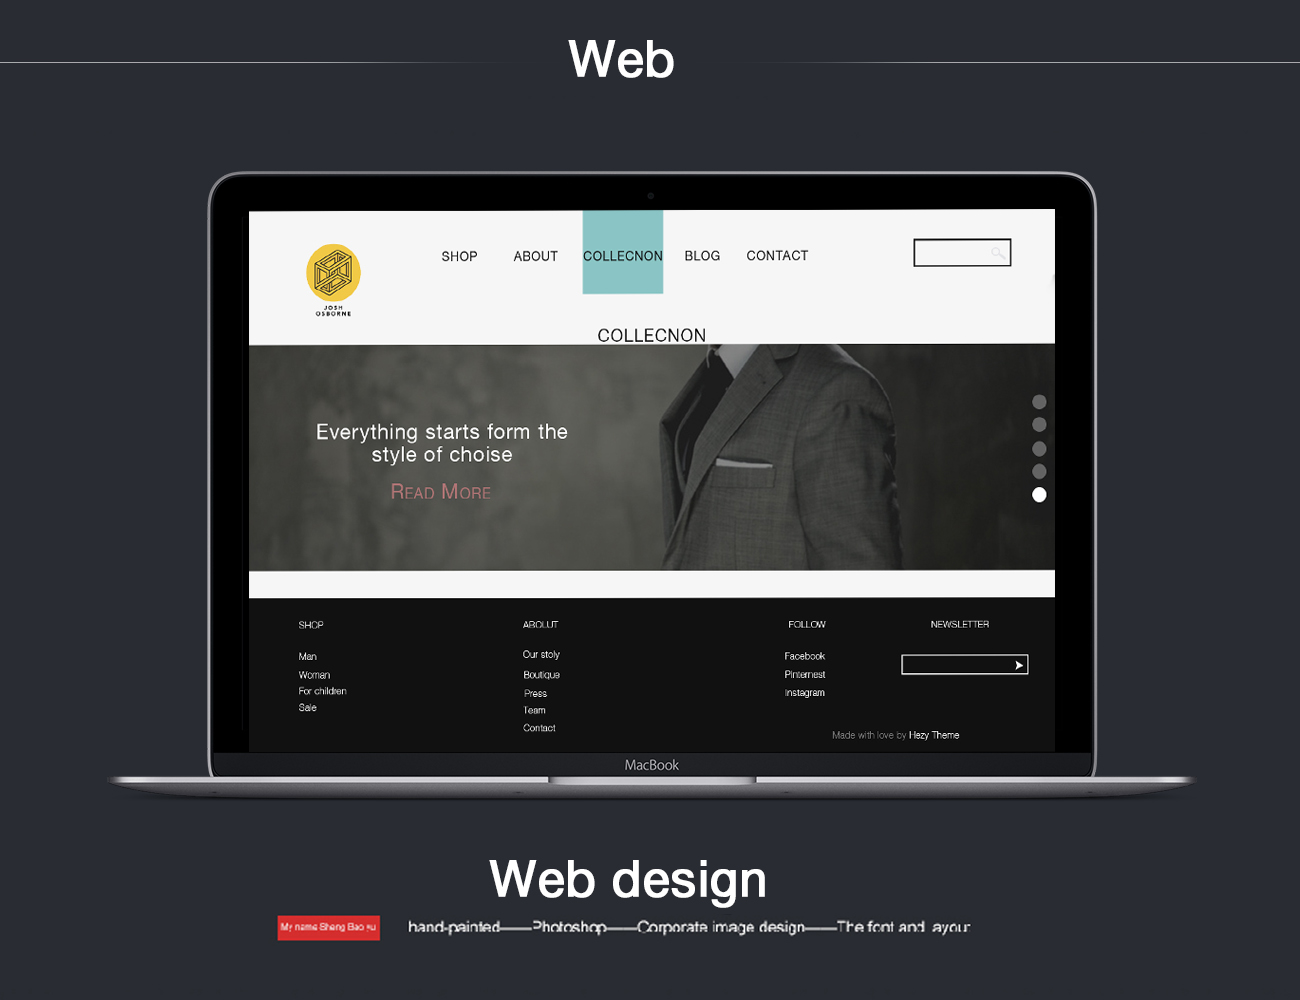 Web
SHOP ABOUT COLLECNON BLOG CONTACT
JOSH
OSBORNE
COLLECNON
Everything starts form the
style of choise
READ MORE
SHOP
Man
Woman
For children
Sale
ABOLUT
Our stoly
Boutique
Press
Team
Contact
FOLLOW
Facebook
Pinternest
Instagram
NEWSLETTER
Made with love by Hezy Theme
MacBook
Web design
My name Sheng Bao yu
hand-painted——Photoshop——Corporate image design——The font and